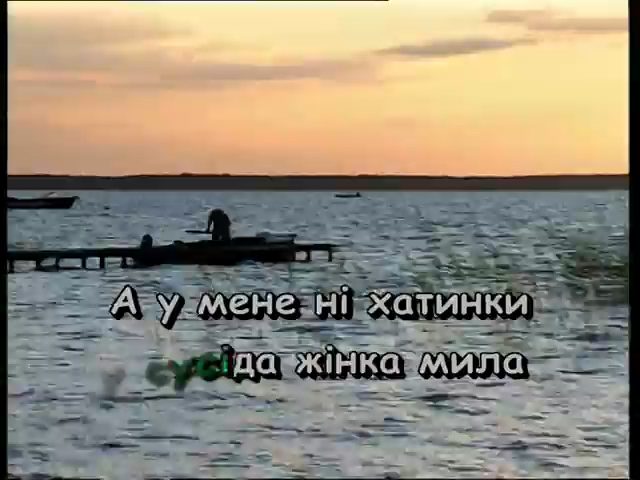 А у мене ні хатинки
У сусіда жінка мила